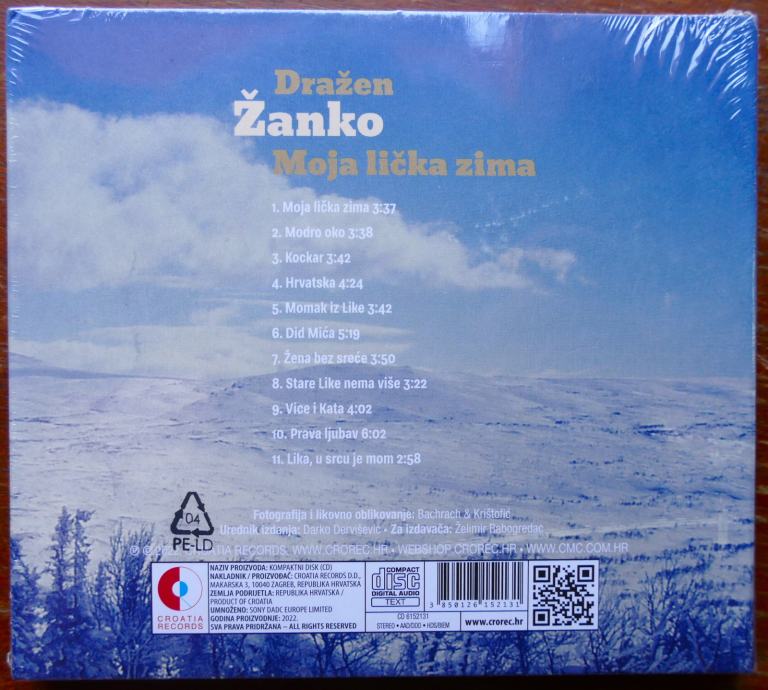 Dražen
Žanko
Moja lička zima
1. Moja lička zima 3:37
2. Modro oko 3:38
3. Kockar 3:42
4. Hrvatska 4:24
5. Momak iz Like 3:42
6. Did Mića 5:19
7. Žena bez sreće 3:50
8. Stare Like nema više 3:22
9. Vice i Kata 4:02
10. Prava ljubav 6:02
11. Lika, u srcu je mom 2:58
Fotografija i likovno oblikovanje: Bachrach & Krištofić
Urednik izdanja: Darko Dervišević • Za izdavača: Želimir Babogredac
℗ © CROATIA RECORDS, WWW.CROREC.HR • WEBSHOP.CROREC.HR • WWW.CMC.COM.HR
04
PE-LD
CROATIA
RECORDS
NAZIV PROIZVODA: KOMPAKTNI DISK (CD)
NAKLADNIK / PROIZVOĐAČ: CROATIA RECORDS D.D.,
MAKARSKA 3, 10040 ZAGREB, REPUBLIKA HRVATSKA
ZEMLJA PODRIJETLA: REPUBLIKA HRVATSKA /
PRODUCT OF CROATIA
UMNOŽENO: SONY DADC EUROPE LIMITED
GODINA PROIZVODNJE: 2022.
SVA PRAVA PRIDRŽANA – ALL RIGHTS RESERVED
COMPACT
disc
DIGITAL AUDIO
TEXT
CD 6152131
STEREO • AAD/DDD • HDS/BIEM
3 850126 152131
www.crorec.hr